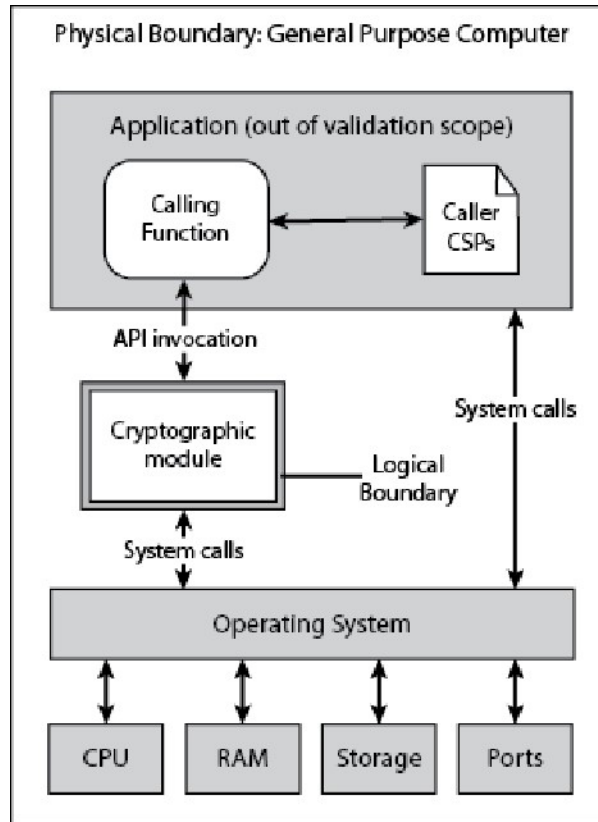 Physical Boundary: General Purpose Computer
Application (out of validation scope)
Calling
Function
Caller
CSPs
API invocation
System calls
Cryptographic
module
Logical
Boundary
System calls
Operating System
CPU
RAM
Storage
Ports